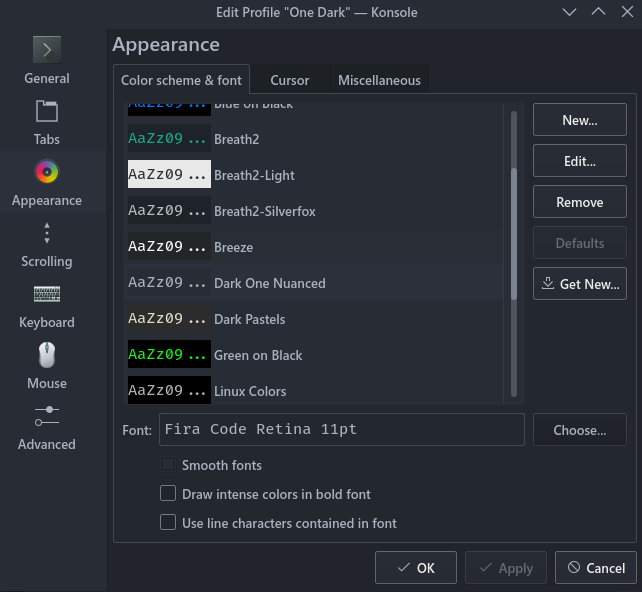 Edit Profile "One Dark" — Konsole
General
Tabs
Appearance
Scrolling
Keyboard
Mouse
Advanced
Appearance
Color scheme & font
Cursor
Miscellaneous
AaZz09 ... Blue on Black
AaZz09 ... Breath2
AaZz09 ... Breath2-Light
AaZz09 ... Breath2-Silverfox
AaZz09 ... Breeze
AaZz09 ... Dark One Nuanced
AaZz09 ... Dark Pastels
AaZz09 ... Green on Black
AaZz09 ... Linux Colors
New...
Edit...
Remove
Defaults
Get New...
Font: Fira Code Retina 11pt
Choose...
Smooth fonts
Draw intense colors in bold font
Use line characters contained in font
OK
Apply
Cancel